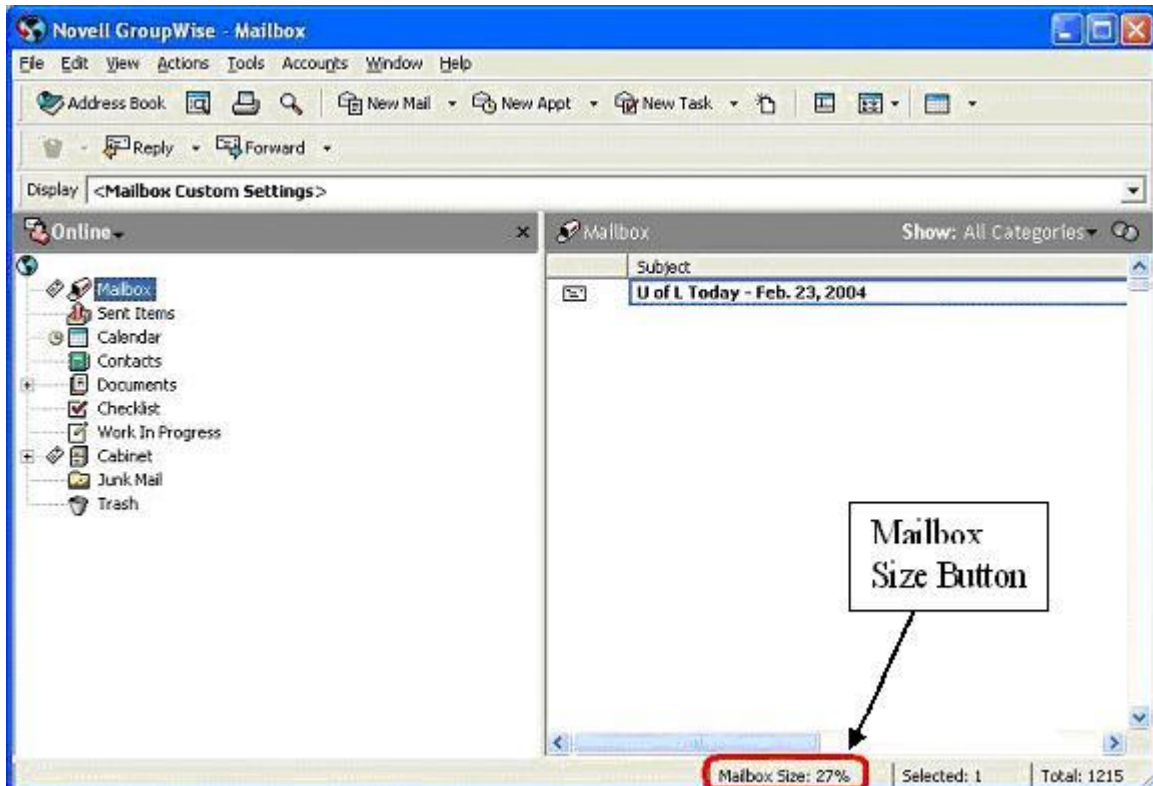 Novell GroupWise - Mailbox
File Edit View Actions Tools Accounts Window Help
Address Book New Mail New Appt New Task
Reply Forward
Display <Mailbox Custom Settings>
Online
Mailbox Show: All Categories
Subject
U of L Today - Feb. 23, 2004
Mailbox
Sent Items
Calendar
Contacts
Documents
Checklist
Work In Progress
Cabinet
Junk Mail
Trash
Mailbox
Size Button
Mailbox Size: 27% Selected: 1 Total: 1215